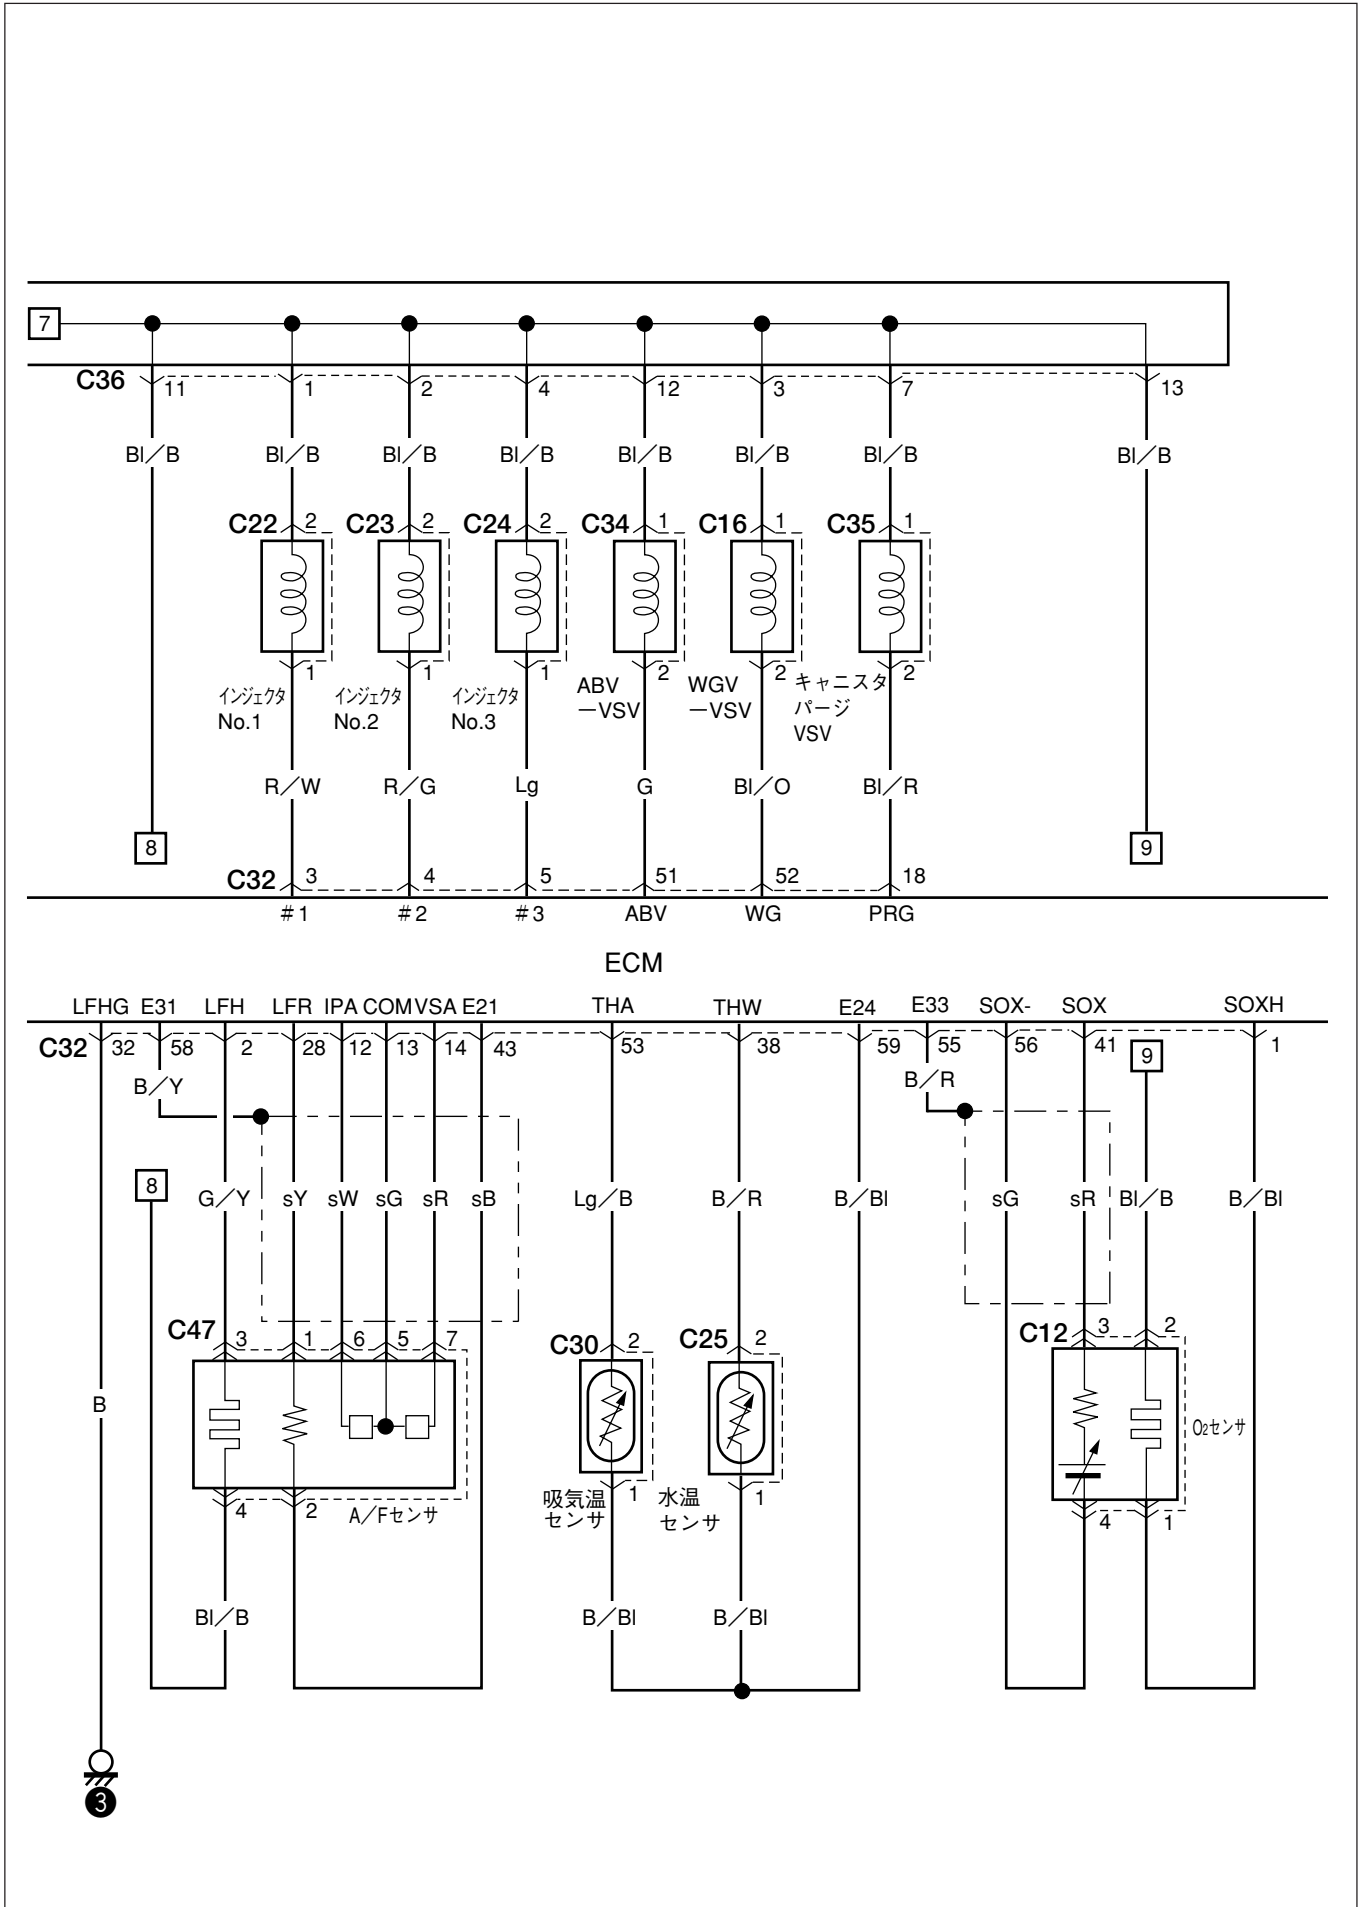 7
C36 11 1 2 4 12 3 7 13
Bl／B Bl／B Bl／B Bl／B Bl／B Bl／B Bl／B Bl／B
C22 2 C23 2 C24 2 C34 1 C16 1 C35 1
1 1 1 2 2 2
インジェクタ
No.1
インジェクタ
No.2
インジェクタ
No.3
ABV
－VSV
WGV
－VSV
キャニスタ
パージ
VSV
R／W R／G Lg G Bl／O Bl／R
8 9
C32 3 4 5 51 52 18
#1 #2 #3 ABV WG PRG
ECM
LFHG E31 LFH LFR IPA COM VSA E21 THA THW E24 E33 SOX- SOX SOXH
C32 32 58 2 28 12 13 14 43 53 38 59 55 56 41 1
9
B／Y B／R
8
G／Y sY sW sG sR sB Lg／B B／R B／Bl sG sR Bl／B B／Bl
C47 3 1 6 5 7 C30 2 C25 2 C12 3 2
B
O2センサ
4 2 A／Fセンサ
1 吸気温
センサ
1 水温
センサ
4 1
Bl／B B／Bl B／Bl
3